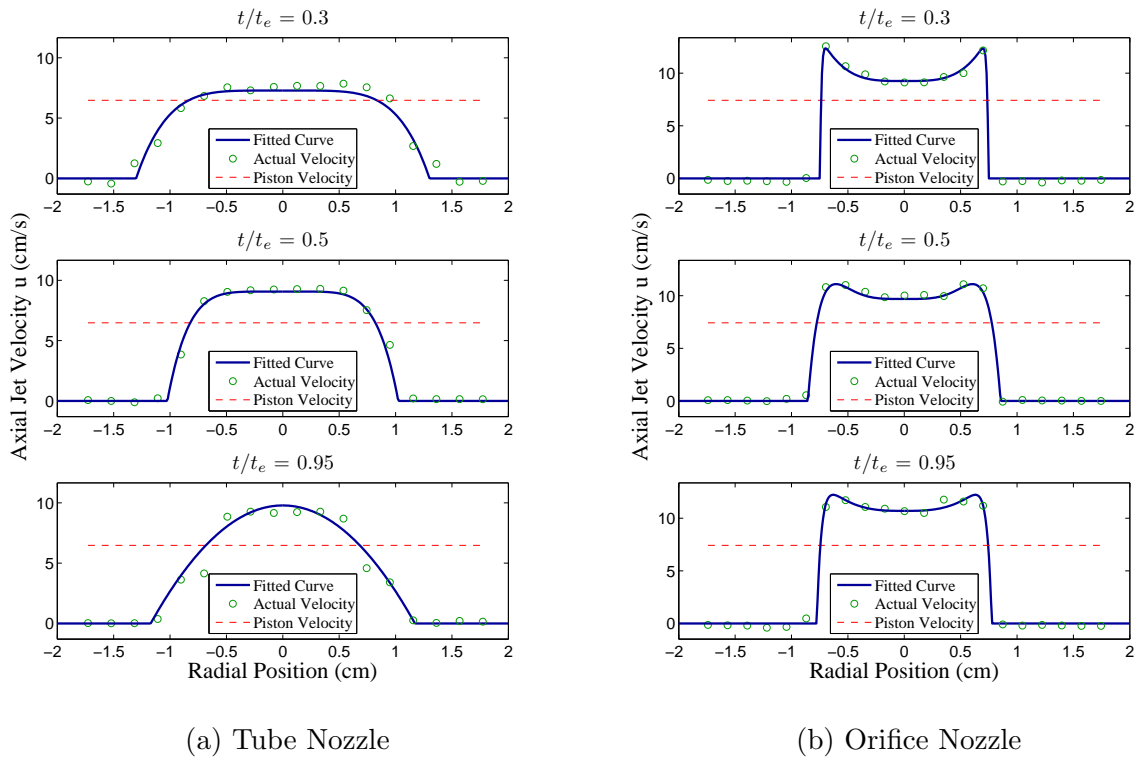 t/te = 0.3
10
5
0
−2 −1.5 −1 −0.5 0 0.5 1 1.5 2
Fitted Curve
Actual Velocity
Piston Velocity
t/te = 0.5
10
5
0
−2 −1.5 −1 −0.5 0 0.5 1 1.5 2
Fitted Curve
Actual Velocity
Piston Velocity
Axial Jet Velocity u (cm/s)
t/te = 0.95
10
5
0
−2 −1.5 −1 −0.5 0 0.5 1 1.5 2
Fitted Curve
Actual Velocity
Piston Velocity
Radial Position (cm)
(a) Tube Nozzle
t/te = 0.3
10
5
0
−2 −1.5 −1 −0.5 0 0.5 1 1.5 2
Fitted Curve
Actual Velocity
Piston Velocity
t/te = 0.5
10
5
0
−2 −1.5 −1 −0.5 0 0.5 1 1.5 2
Fitted Curve
Actual Velocity
Piston Velocity
Axial Jet Velocity u (cm/s)
t/te = 0.95
10
5
0
−2 −1.5 −1 −0.5 0 0.5 1 1.5 2
Fitted Curve
Actual Velocity
Piston Velocity
Radial Position (cm)
(b) Orifice Nozzle